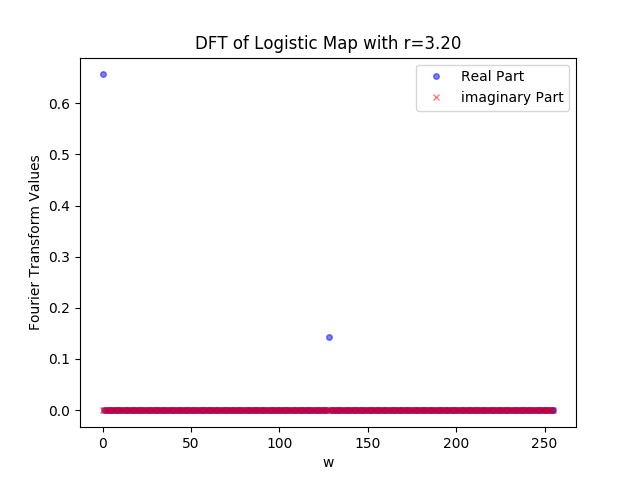 DFT of Logistic Map with r=3.20
Real Part
imaginary Part
Fourier Transform Values
0.6
0.5
0.4
0.3
0.2
0.1
0.0
0
50
100
150
200
250
w